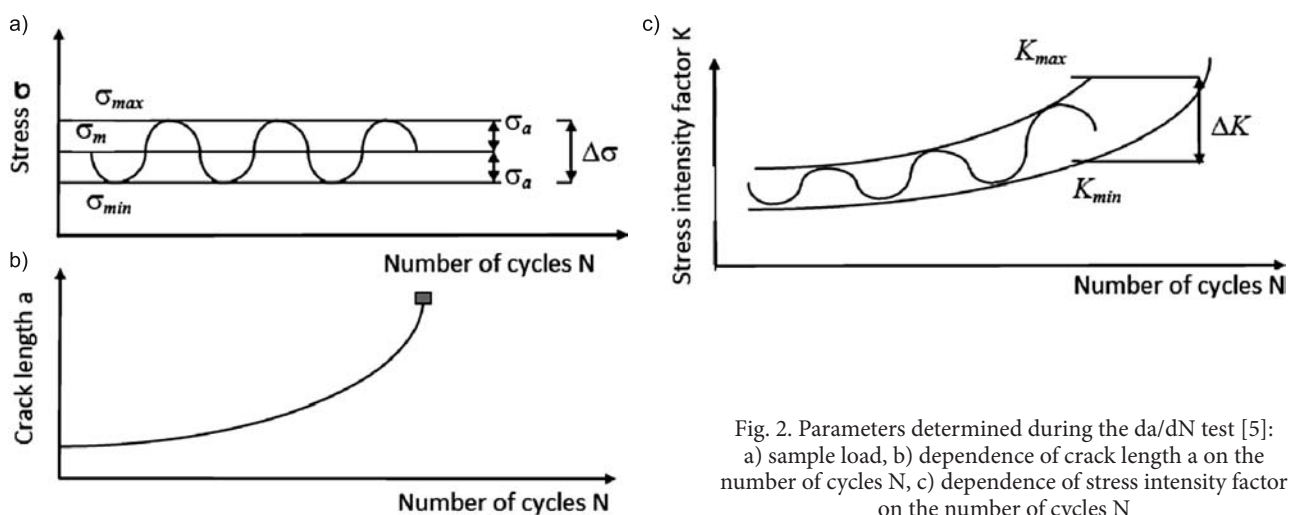 a)
Stress σ
σmax
σm
σmin
σa
σa
Δσ
Number of cycles N
b)
Crack length a
Number of cycles N
c)
Stress intensity factor K
Kmax
Kmin
ΔK
Number of cycles N
Fig. 2. Parameters determined during the da/dN test [5]:
a) sample load, b) dependence of crack length a on the
number of cycles N, c) dependence of stress intensity factor
on the number of cycles N